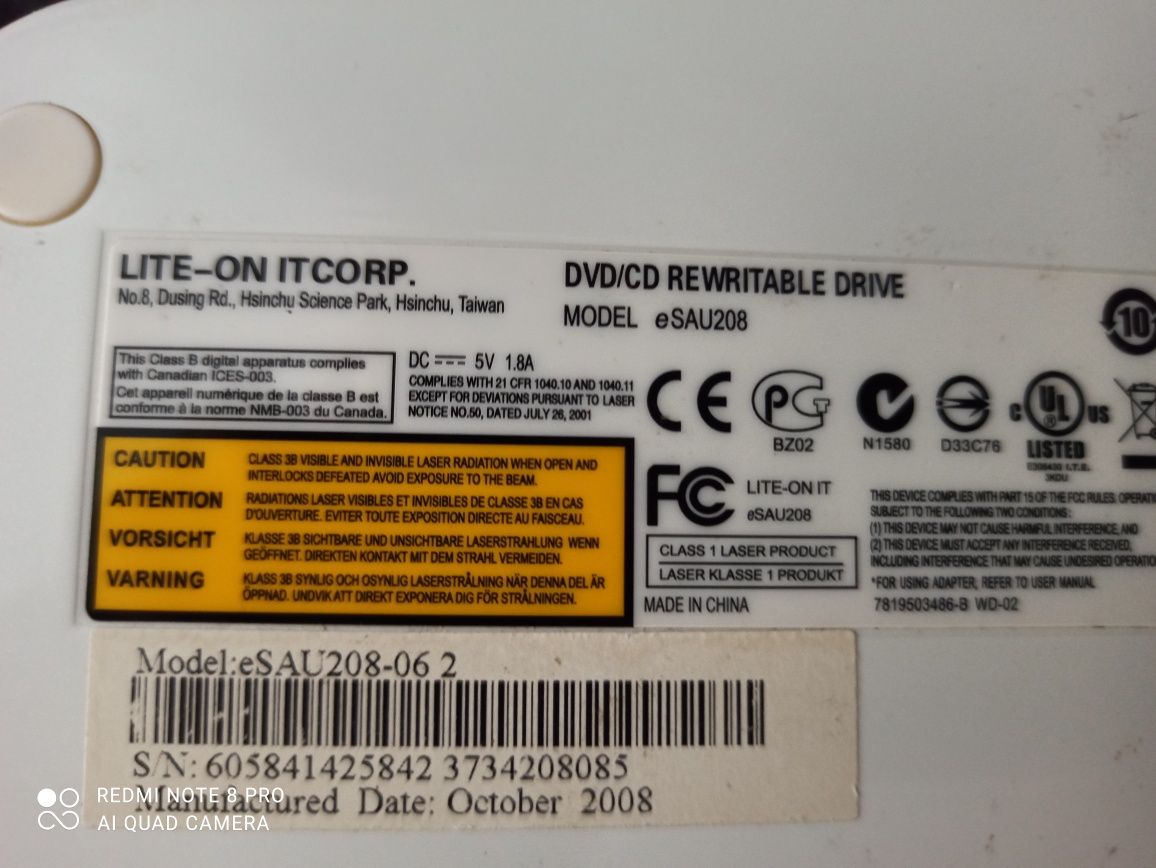 LITE-ON ITCORP.
No.8, Dusing Rd., Hsinchu Science Park, Hsinchu, Taiwan
DVD/CD REWRITABLE DRIVE
MODEL eSAU208
10
This Class B digital apparatus complies
with Canadian ICES-003.
Cet appareil numérique de la classe B est
conforme à la norme NMB-003 du Canada.
DC 5V 1.8A
COMPLIES WITH 21 CFR 1040.10 AND 1040.11
EXCEPT FOR DEVIATIONS PURSUANT TO LASER
NOTICE NO.50, DATED JULY 26, 2001
CE
PG
BZ02
N1580
D33C76
C UL US
LISTED
I.T.E.
3KDU
CAUTION
CLASS 3B VISIBLE AND INVISIBLE LASER RADIATION WHEN OPEN AND
INTERLOCKS DEFEATED AVOID EXPOSURE TO THE BEAM.
ATTENTION
RADIATIONS LASER VISIBLES ET INVISIBLES DE CLASSE 3B EN CAS
D'OUVERTURE. EVITER TOUTE EXPOSITION DIRECTE AU FAISCEAU.
VORSICHT
KLASSE 3B SICHTBARE UND UNSICHTBARE LASERSTRAHLUNG WENN
GEÖFFNET. DIREKTEN KONTAKT MIT DEM STRAHL VERMEIDEN.
VARNING
KLASS 3B SYNLIG OCH OSYNLIG LASERSTRÅLNING NÄR DENNA DEL ÄR
ÖPPNAD. UNDVIK ATT DIREKT EXPONERA DIG FÖR STRÅLNINGEN.
FCC
LITE-ON IT
eSAU208
CLASS 1 LASER PRODUCT
LASER KLASSE 1 PRODUKT
MADE IN CHINA
THIS DEVICE COMPLIES WITH PART 15 OF THE FCC RULES. OPERATI
SUBJECT TO THE FOLLOWING TWO CONDITIONS:
(1) THIS DEVICE MAY NOT CAUSE HARMFUL INTERFERENCE, AND
(2) THIS DEVICE MUST ACCEPT ANY INTERFERENCE RECEIVED,
INCLUDING INTERFERENCE THAT MAY CAUSE UNDESIRED OPERATIO
*FOR USING ADAPTER, REFER TO USER MANUAL
7819503486-B WD-02
Model:eSAU208-06 2
S/N: 605841425842 3734208085
Manufactured Date: October 2008
REDMI NOTE 8 PRO
AI QUAD CAMERA